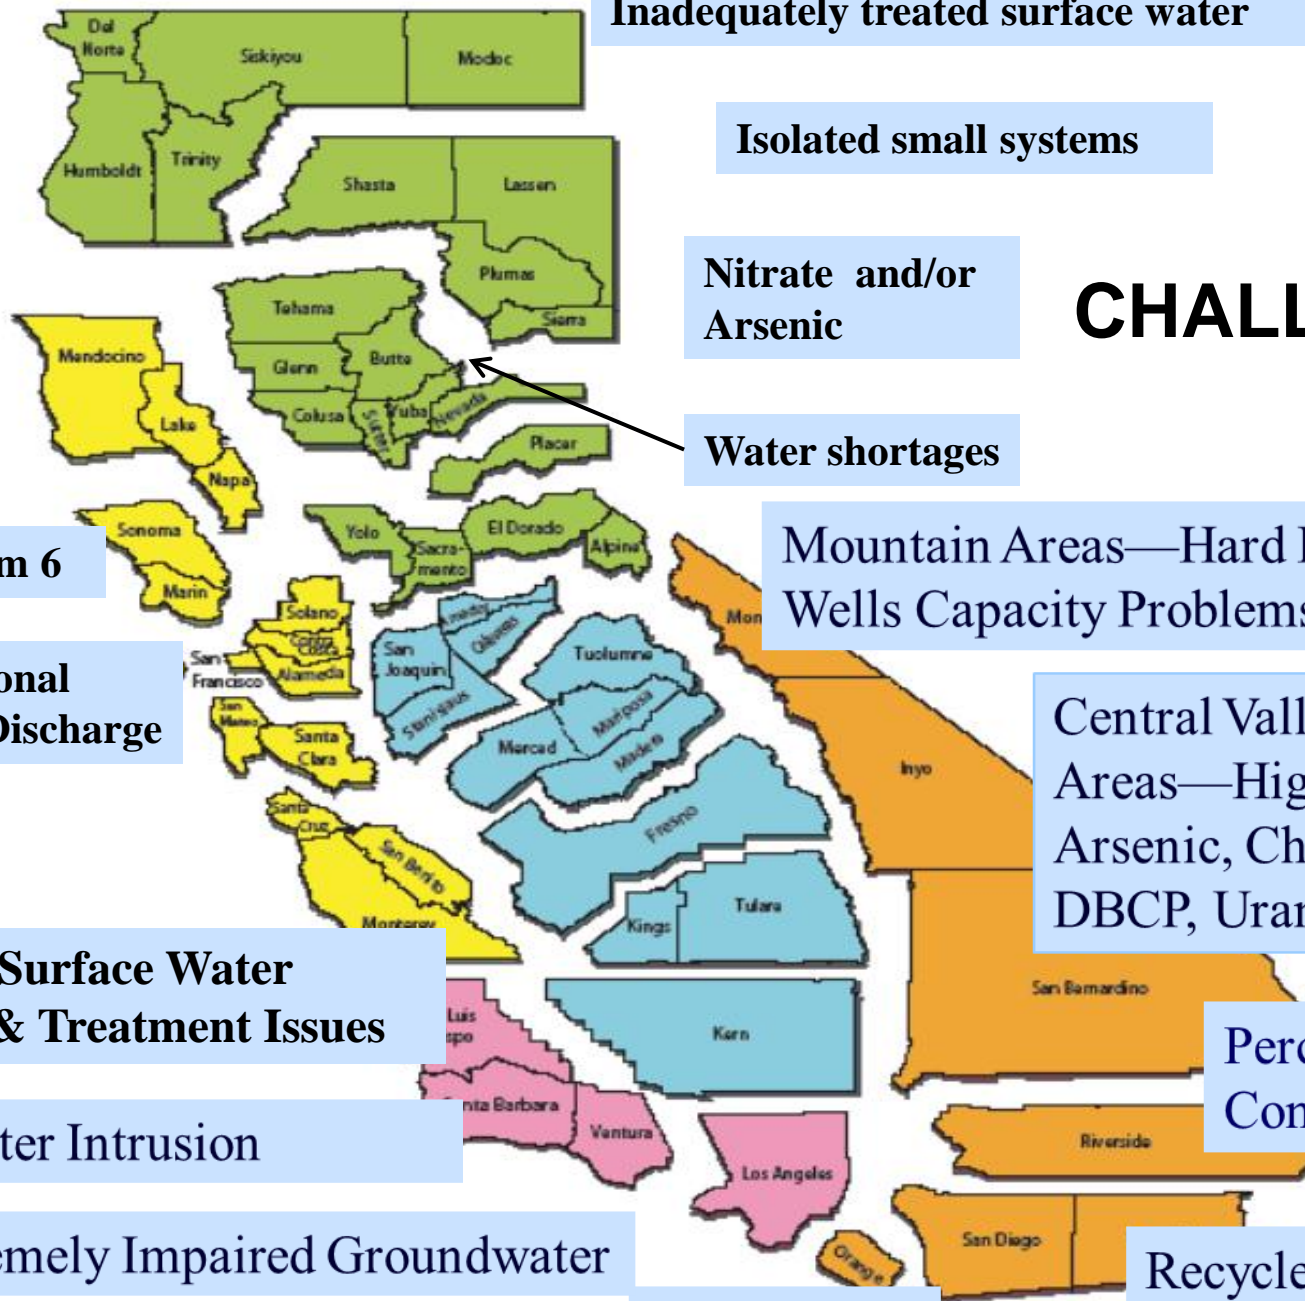 Inadequately treated surface water
Del
Norte
Siskiyou
Modoc
Isolated small systems
Humboldt
Trinity
Shasta
Lassen
Nitrate and/or
Arsenic
CHALL
Plumas
Sierra
Tehama
Mendocino
Glenn
Butte
Colusa
Sutter
Yuba
Nevada
Lake
Placer
Water shortages
Napa
Sonoma
Yolo
Sacra-
mento
El Dorado
Alpine
m 6
Marin
Mountain Areas—Hard
Wells Capacity Problems
Mon
Solano
Contra
Costa
San
Francisco
Alameda
Amador
Calaveras
San
Joaquin
Tuolumne
onal
Discharge
San
Mateo
Santa
Clara
Stanislaus
Mariposa
Merced
Madera
Central Vall
Areas—Hig
Arsenic, Ch
DBCP, Uran
Inyo
Santa
Cruz
San Benito
Fresno
Monterey
Kings
Tulare
Surface Water
& Treatment Issues
Luis
spo
Kern
San Bernardino
Perc
Con
nta Barbara
Ventura
ter Intrusion
Los Angeles
Riverside
emely Impaired Groundwater
Orange
San Diego
Recycle